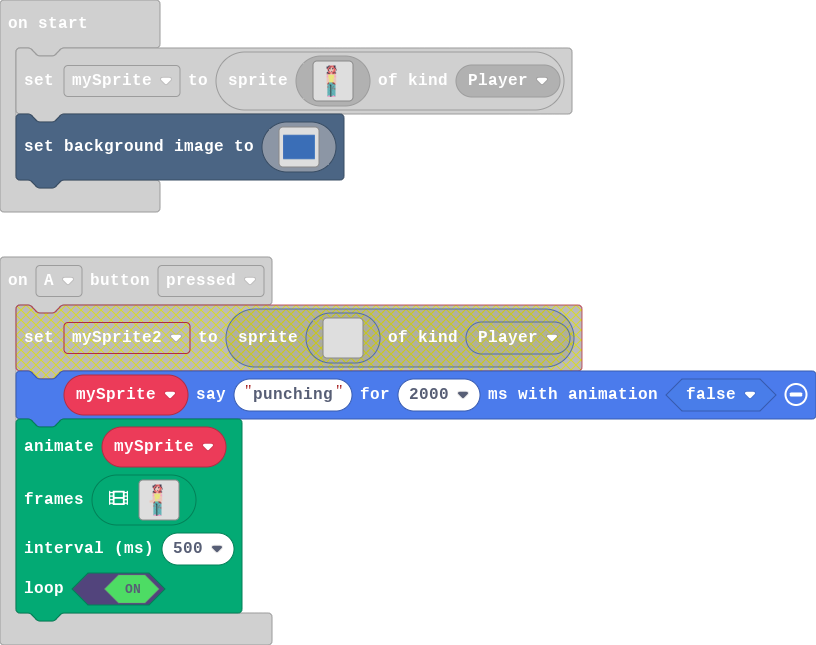 on start
set mySprite to sprite of kind Player
set background image to
on A button pressed
set mySprite2 to sprite of kind Player
mySprite say "punching" for 2000 ms with animation false
animate mySprite
frames
interval (ms) 500
loop ON